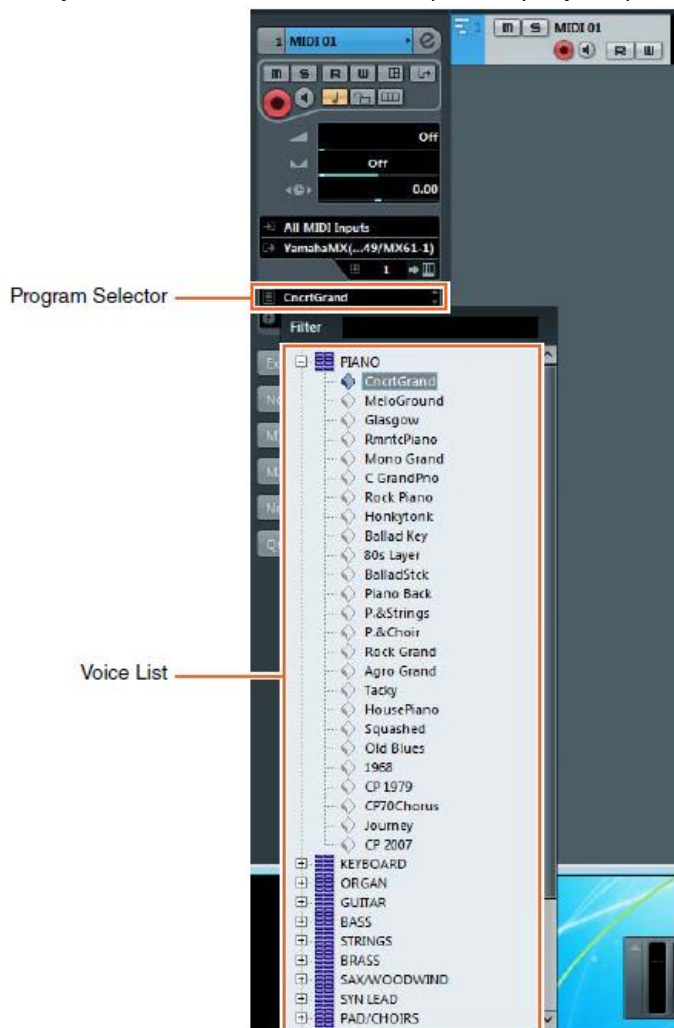 1 MIDI 01 e
1 m S MIDI 01
R W
m S R W
Off
Off
0.00
All MIDI Inputs
YamahaMX(...49/MX61-1)
1
Program Selector
CncrtGrand
Filter
PIANO
CncrtGrand
MeloGround
Glasgow
RmntcPiano
Mono Grand
C GrandPno
Rock Piano
Honkytonk
Ballad Key
80s Layer
BalladStck
Piano Back
P.&Strings
P.&Choir
Voice List
Rock Grand
Agro Grand
Tacky
HousePiano
Squashed
Old Blues
1968
CP 1979
CP70Chorus
Journey
CP 2007
KEYBOARD
ORGAN
GUITAR
BASS
STRINGS
BRASS
SAX/WOODWIND
SYN LEAD
PAD/CHOIRS